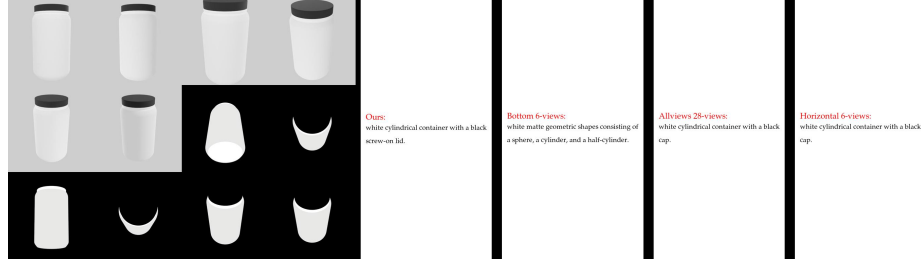 Ours:
white cylindrical container with a black
screw-on lid.
Bottom 6-views:
white matte geometric shapes consisting of
a sphere, a cylinder, and a half-cylinder.
Allviews 28-views:
white cylindrical container with a black
cap.
Horizontal 6-views:
white cylindrical container with a black
cap.